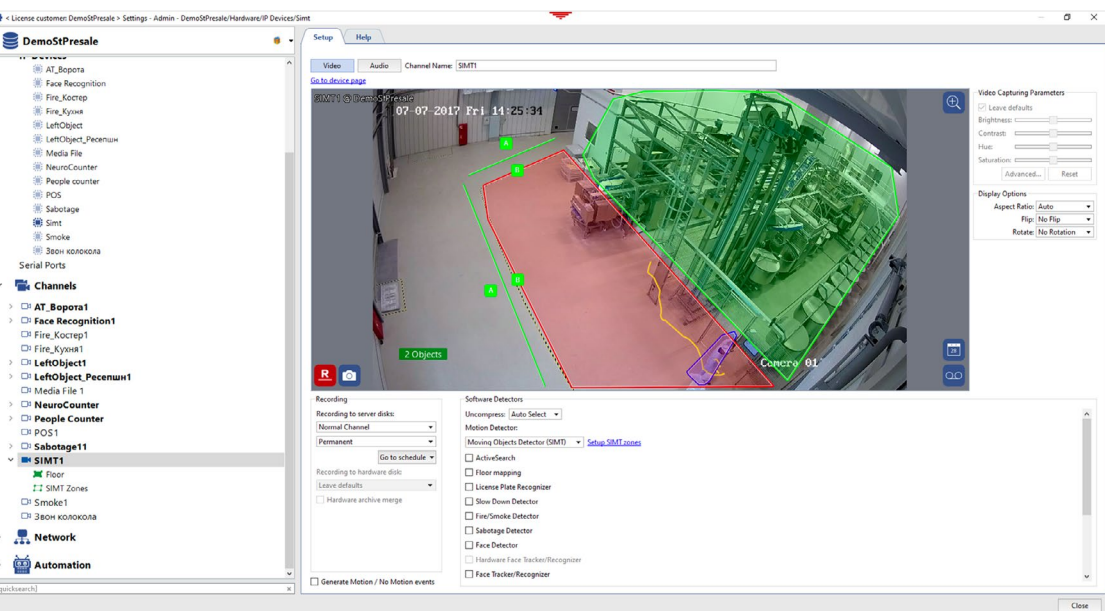 < License customer: DemoStPresale > Settings - Admin - DemoStPresale/Hardware/IP Devices/Simt
DemoStPresale
IP Devices
AT_Ворота
Face Recognition
Fire_Костер
Fire_Кухня
LeftObject
LeftObject_Ресепшн
Media File
NeuroCounter
People counter
POS
Sabotage
Simt
Smoke
Звон колокола
Serial Ports
Channels
AT_Ворота1
Face Recognition1
Fire_Костер1
Fire_Кухня1
LeftObject1
LeftObject_Ресепшн1
Media File 1
NeuroCounter
People Counter
POS1
Sabotage11
SIMT1
Floor
SIMT Zones
Smoke1
Звон колокола
Network
Automation
quicksearch]
Setup
Help
Video
Audio
Channel Name: SIMT1
Go to device page
SIMT1 @ DemoStPresale
07-07-2017 Fri 14:25:34
A
B
B
A
2 Objects
Camera 01
R
28
Video Capturing Parameters
Leave defaults
Brightness:
Contrast:
Hue:
Saturation:
Advanced...
Reset
Display Options
Aspect Ratio: Auto
Flip: No Flip
Rotate: No Rotation
Recording
Recording to server disks:
Normal Channel
Permanent
Go to schedule
Recording to hardware disk:
Leave defaults
Hardware archive merge
Generate Motion / No Motion events
Software Detectors
Uncompress: Auto Select
Motion Detector:
Moving Objects Detector (SIMT)
Setup SIMT zones
ActiveSearch
Floor mapping
License Plate Recognizer
Slow Down Detector
Fire/Smoke Detector
Sabotage Detector
Face Detector
Hardware Face Tracker/Recognizer
Face Tracker/Recognizer
Close